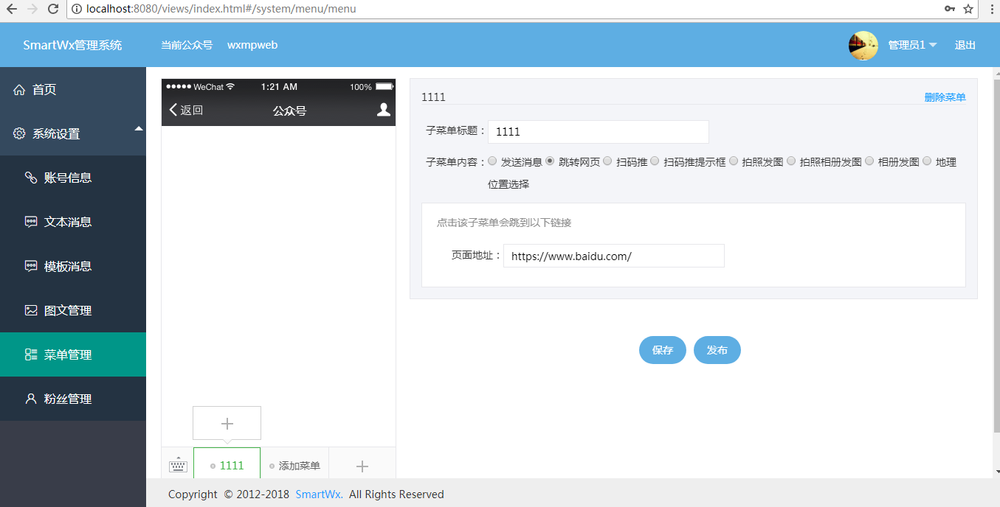 localhost:8080/views/index.html#/system/menu/menu
SmartWx管理系统
当前公众号 wxmpweb
管理员1 退出
首页
系统设置
账号信息
文本消息
模板消息
图文管理
菜单管理
粉丝管理
WeChat 1:21 AM 100%
返回 公众号
1111
添加菜单
1111 删除菜单
子菜单标题: 1111
子菜单内容: 发送消息 跳转网页 扫码推 扫码推提示框 拍照发图 拍照相册发图 相册发图 地理
位置选择
点击该子菜单会跳到以下链接
页面地址: https://www.baidu.com/
保存 发布
Copyright © 2012-2018 SmartWx. All Rights Reserved